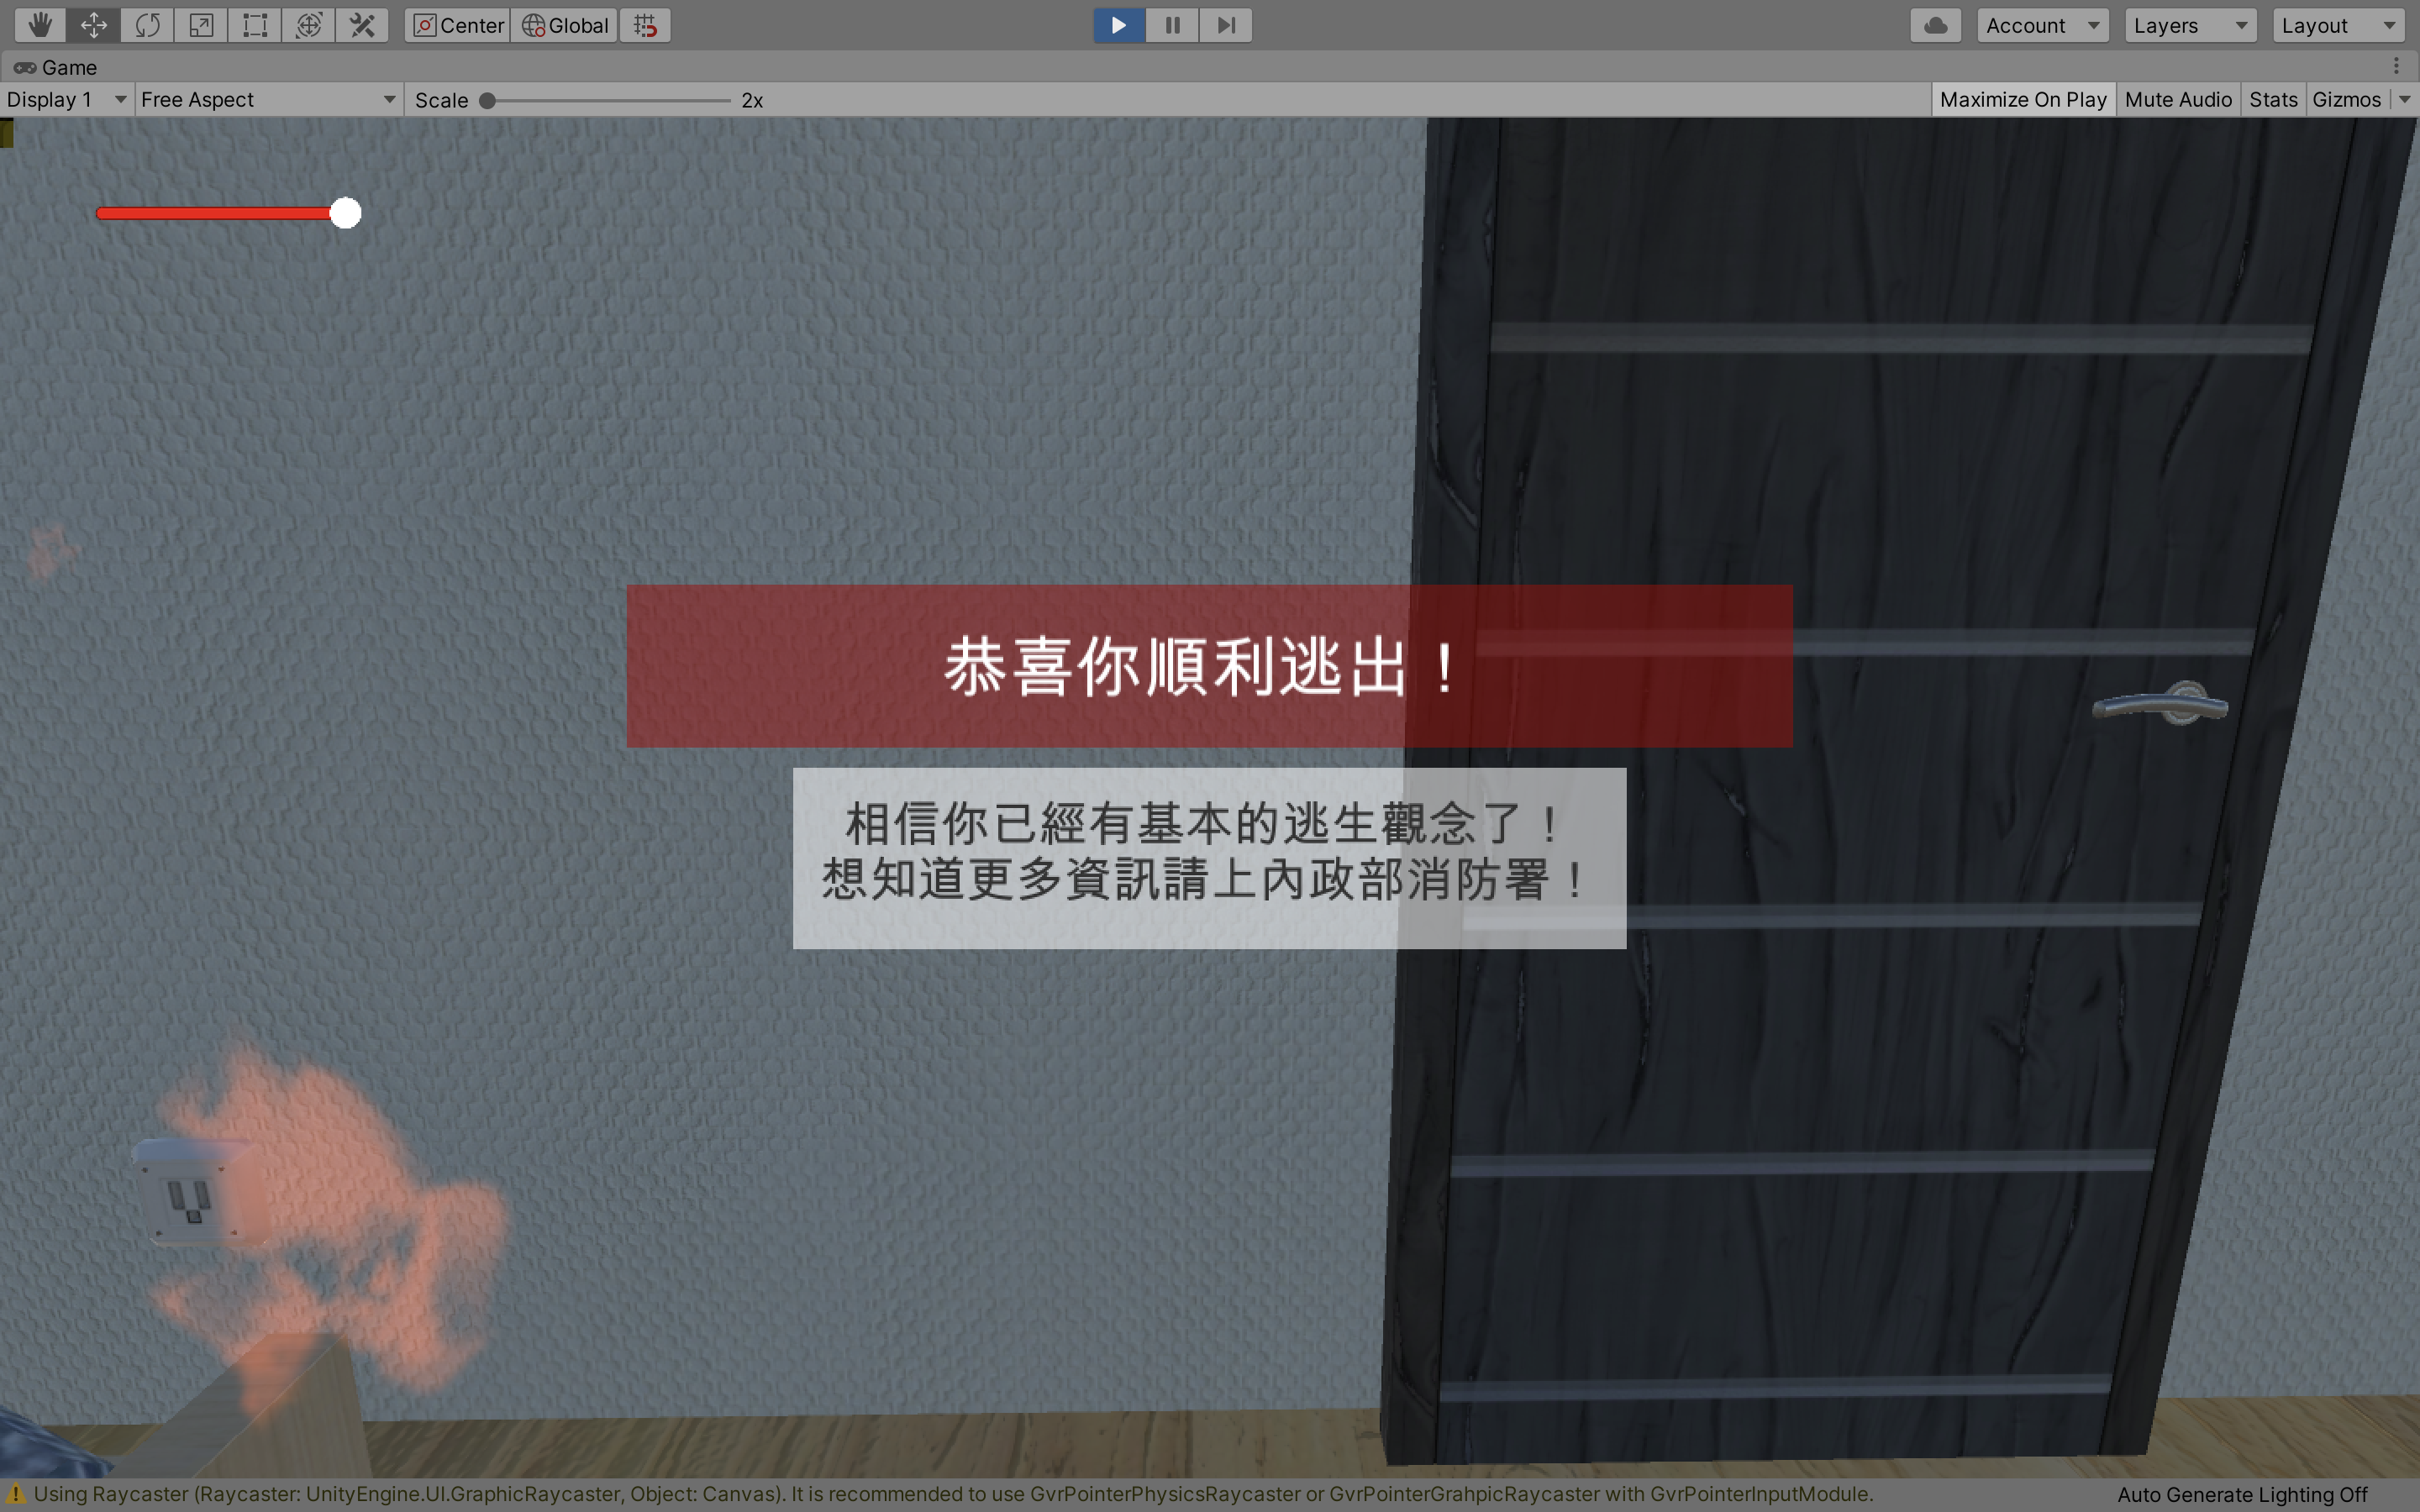 Center Global Account Layers Layout
Game
Display 1 Free Aspect Scale 2x Maximize On Play Mute Audio Stats Gizmos
恭喜你順利逃出！
相信你已經有基本的逃生觀念了！
想知道更多資訊請上內政部消防署！
Using Raycaster (Raycaster: UnityEngine.UI.GraphicRaycaster, Object: Canvas). It is recommended to use GvrPointerPhysicsRaycaster or GvrPointerGrahpicRaycaster with GvrPointerInputModule. Auto Generate Lighting Off